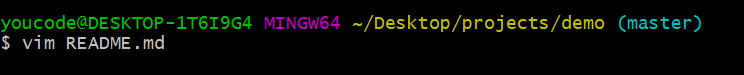 youcode@DESKTOP-1T6I9G4 MINGW64 ~/Desktop/projects/demo (master)
$ vim README.md